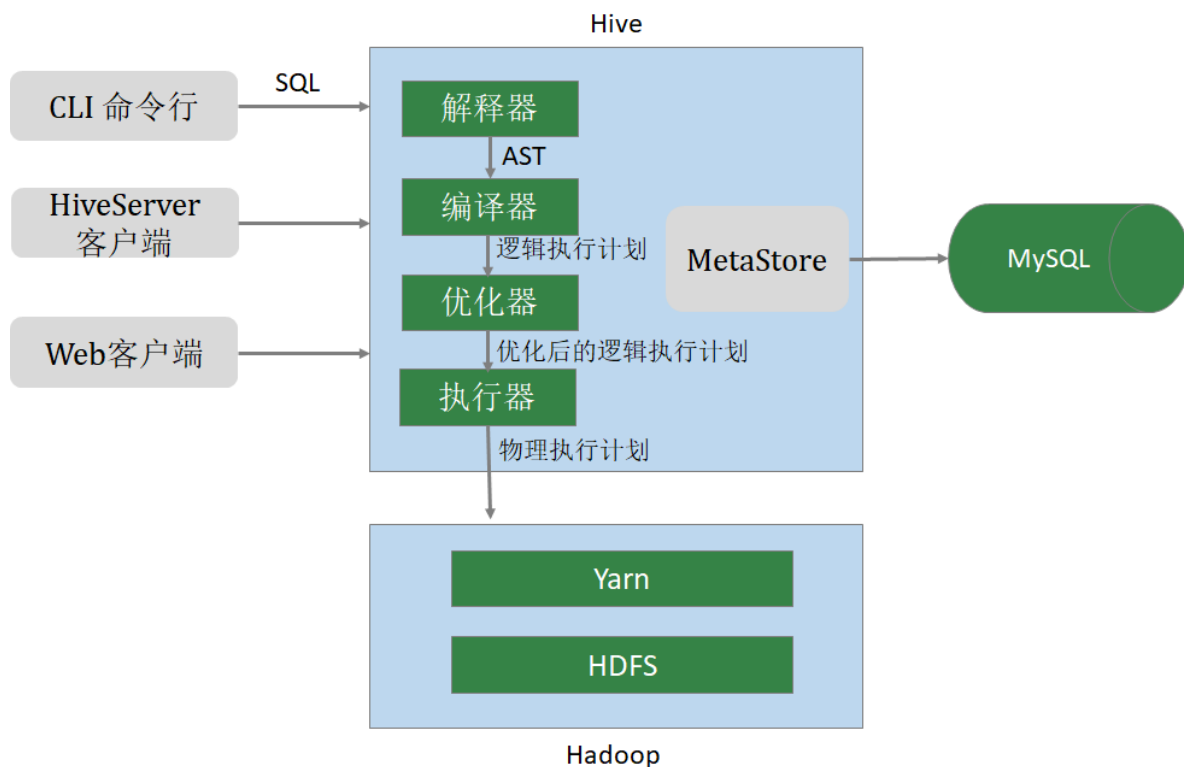 Hive
CLI 命令行
SQL
解释器
AST
HiveServer
客户端
编译器
逻辑执行计划
MetaStore
MySQL
优化器
Web客户端
优化后的逻辑执行计划
执行器
物理执行计划
Yarn
HDFS
Hadoop